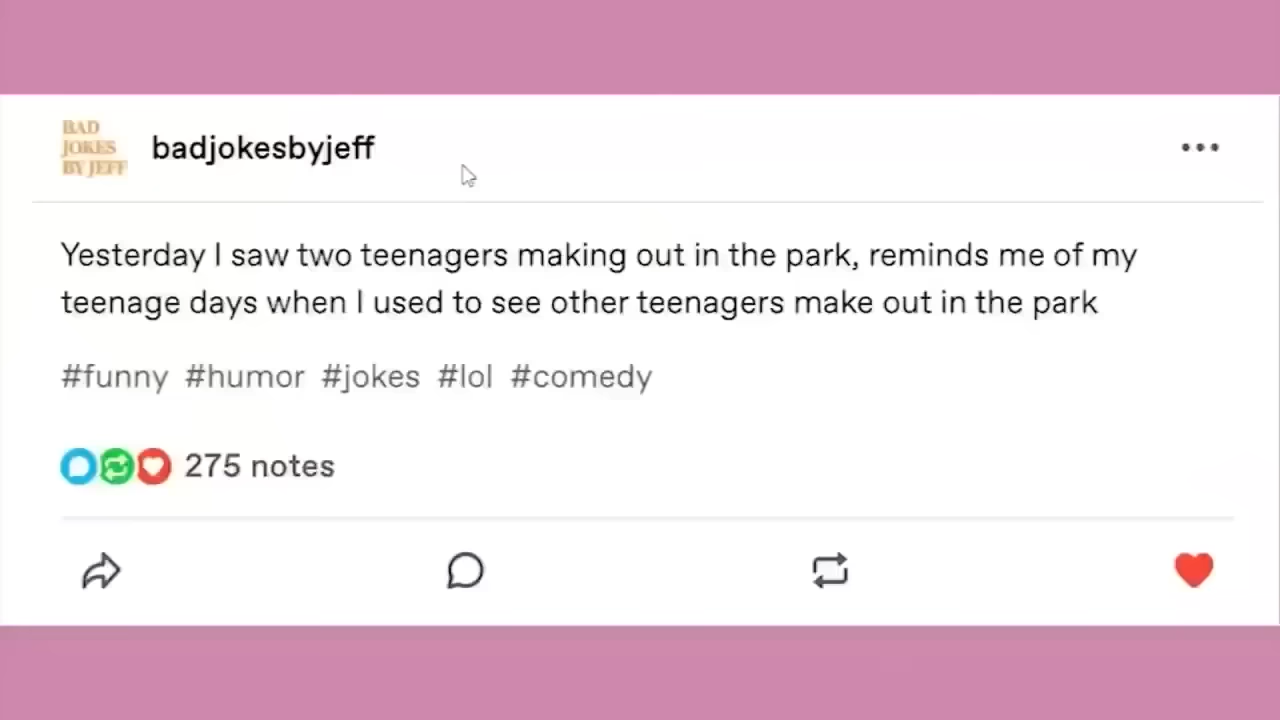 BAD
JOKES
BY JEFF
badjokesbyjeff
Yesterday I saw two teenagers making out in the park, reminds me of my
teenage days when I used to see other teenagers make out in the park
#funny #humor #jokes #lol #comedy
275 notes